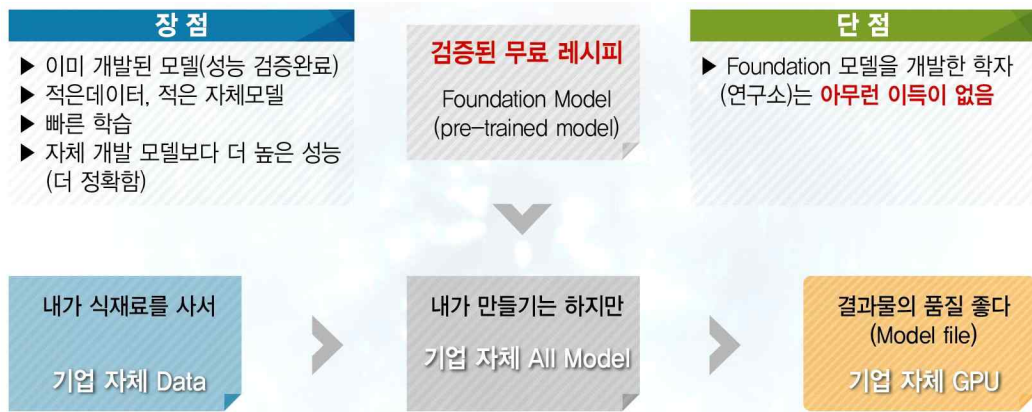 장 점
▶ 이미 개발된 모델(성능 검증완료)
▶ 적은데이터, 적은 자체모델
▶ 빠른 학습
▶ 자체 개발 모델보다 더 높은 성능
(더 정확함)
검증된 무료 레시피
Foundation Model
(pre-trained model)
단 점
▶ Foundation 모델을 개발한 학자
(연구소)는 아무런 이득이 없음
내가 식재료를 사서
기업 자체 Data
내가 만들기는 하지만
기업 자체 All Model
결과물의 품질 좋다
(Model file)
기업 자체 GPU